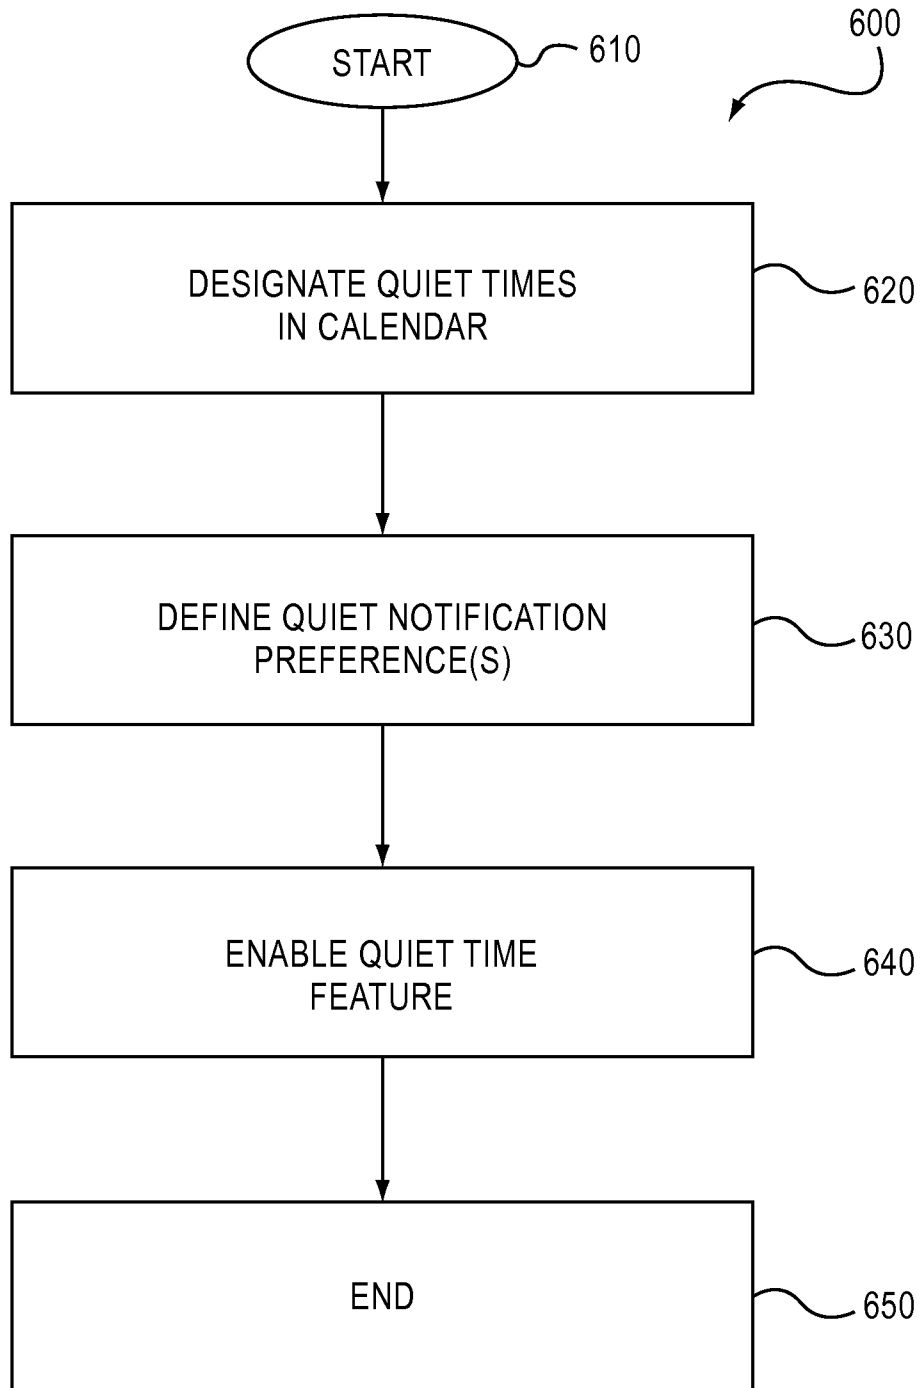 600
START
610
DESIGNATE QUIET TIMES
IN CALENDAR
620
DEFINE QUIET NOTIFICATION
PREFERENCE(S)
630
ENABLE QUIET TIME
FEATURE
640
END
650